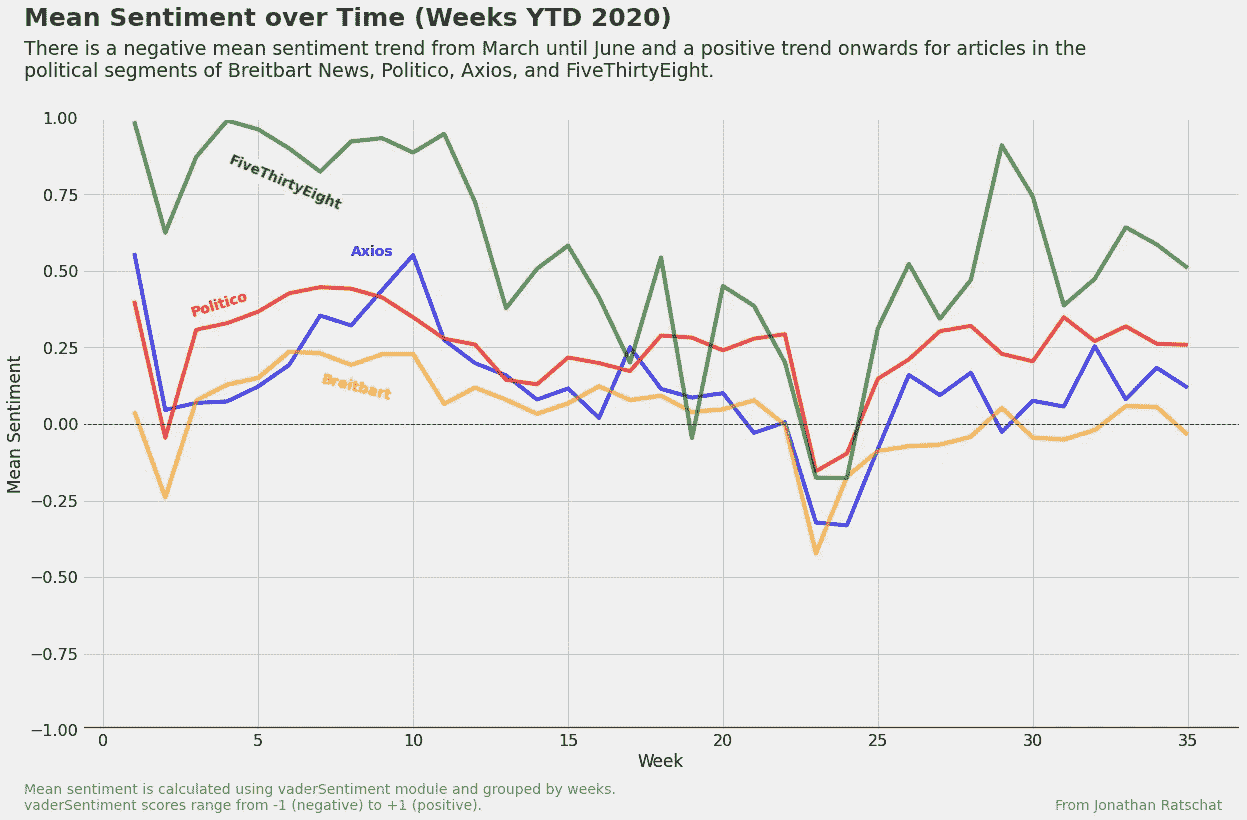 Mean Sentiment over Time (Weeks YTD 2020)
There is a negative mean sentiment trend from March until June and a positive trend onwards for articles in the
political segments of Breitbart News, Politico, Axios, and FiveThirtyEight.
1.00
0.75
0.50
0.25
0.00
−0.25
−0.50
−0.75
−1.00
Mean Sentiment
FiveThirtyEight
Axios
Politico
Breitbart
0 5 10 15 20 25 30 35
Week
Mean sentiment is calculated using vaderSentiment module and grouped by weeks.
vaderSentiment scores range from -1 (negative) to +1 (positive).
From Jonathan Ratschat